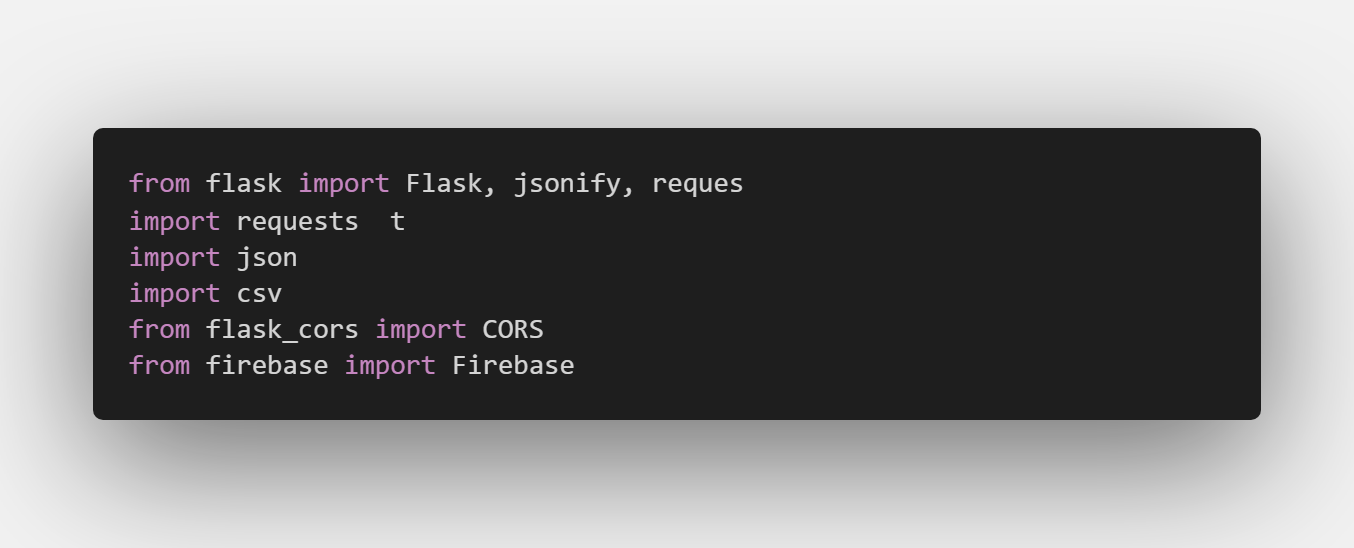 from flask import Flask, jsonify, reques
import requests  t
import json
import csv
from flask_cors import CORS
from firebase import Firebase